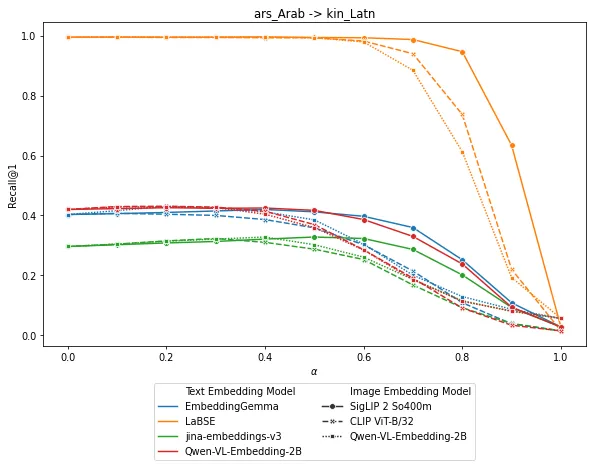 ars_Arab -> kin_Latn
1.0
0.8
0.6
0.4
0.2
0.0
Recall@1
0.0 0.2 0.4 0.6 0.8 1.0
α
Text Embedding Model Image Embedding Model
EmbeddingGemma SigLIP 2 So400m
LaBSE CLIP ViT-B/32
jina-embeddings-v3 Qwen-VL-Embedding-2B
Qwen-VL-Embedding-2B